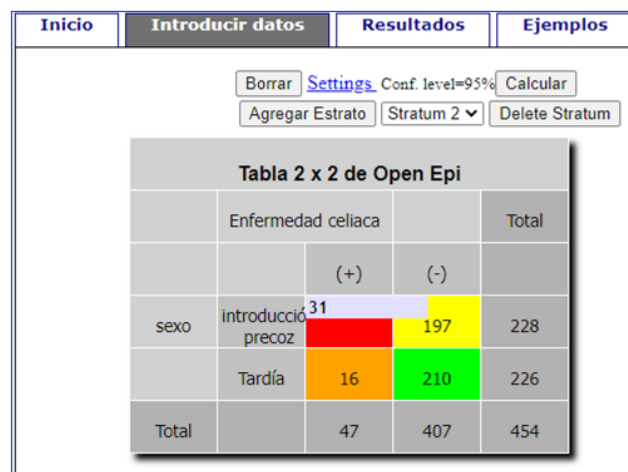 Inicio Introducir datos Resultados Ejemplos
Borrar Settings Conf. level=95% Calcular
Agregar Estrato Stratum 2 Delete Stratum
Tabla 2 x 2 de Open Epi
Enfermedad celiaca Total
(+) (-)
sexo introducció precoz 31 197 228
Tardía 16 210 226
Total 47 407 454